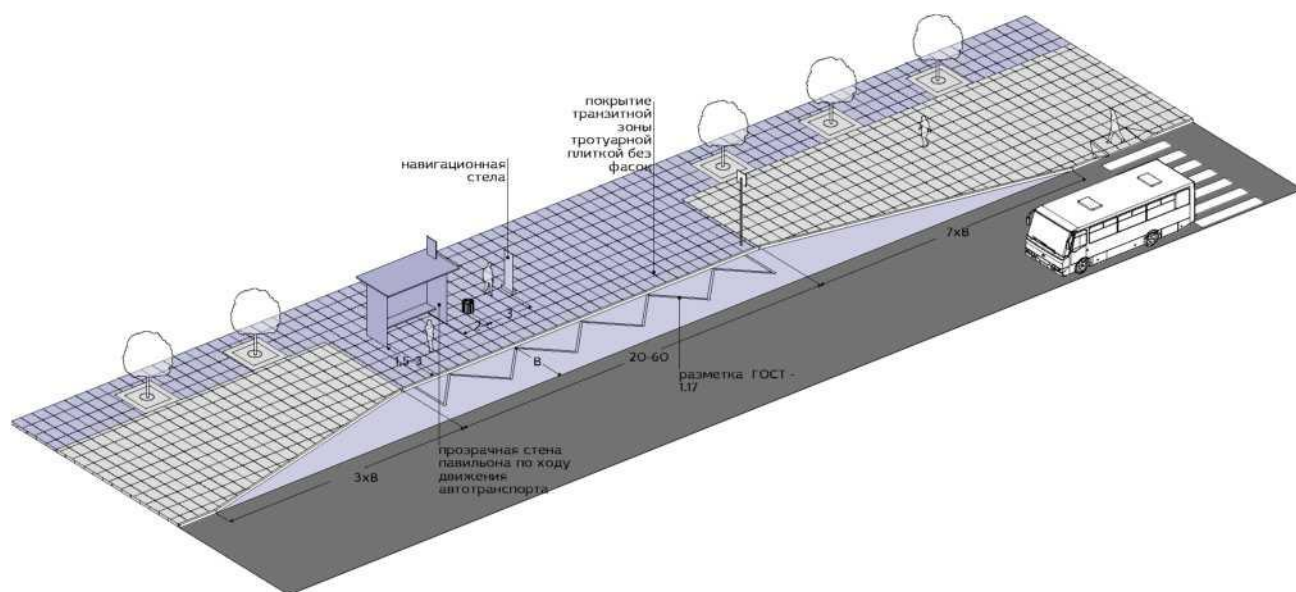 покрытие
транзитной
зоны
тротуарной
плиткой без
фасок
навигационная
стела
7хВ
3
2
1,5-3
В
20-60
разметка ГОСТ -
1.17
прозрачная стена
павильона по ходу
движения
автотранспорта
3хВ